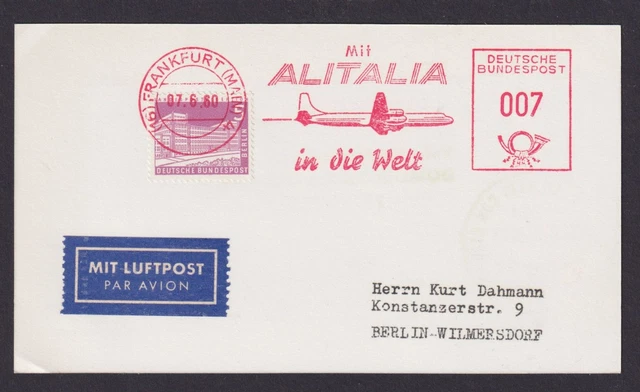 (16) FRANKFURT (MAIN)
07.6.60
DEUTSCHE BUNDESPOST
BERLIN
Mit
ALITALIA
in die Welt
DEUTSCHE
BUNDESPOST
007
MIT LUFTPOST
PAR AVION
Herrn Kurt Dahmann
Konstanzerstr. 9
BERLIN-WILMERSDORF